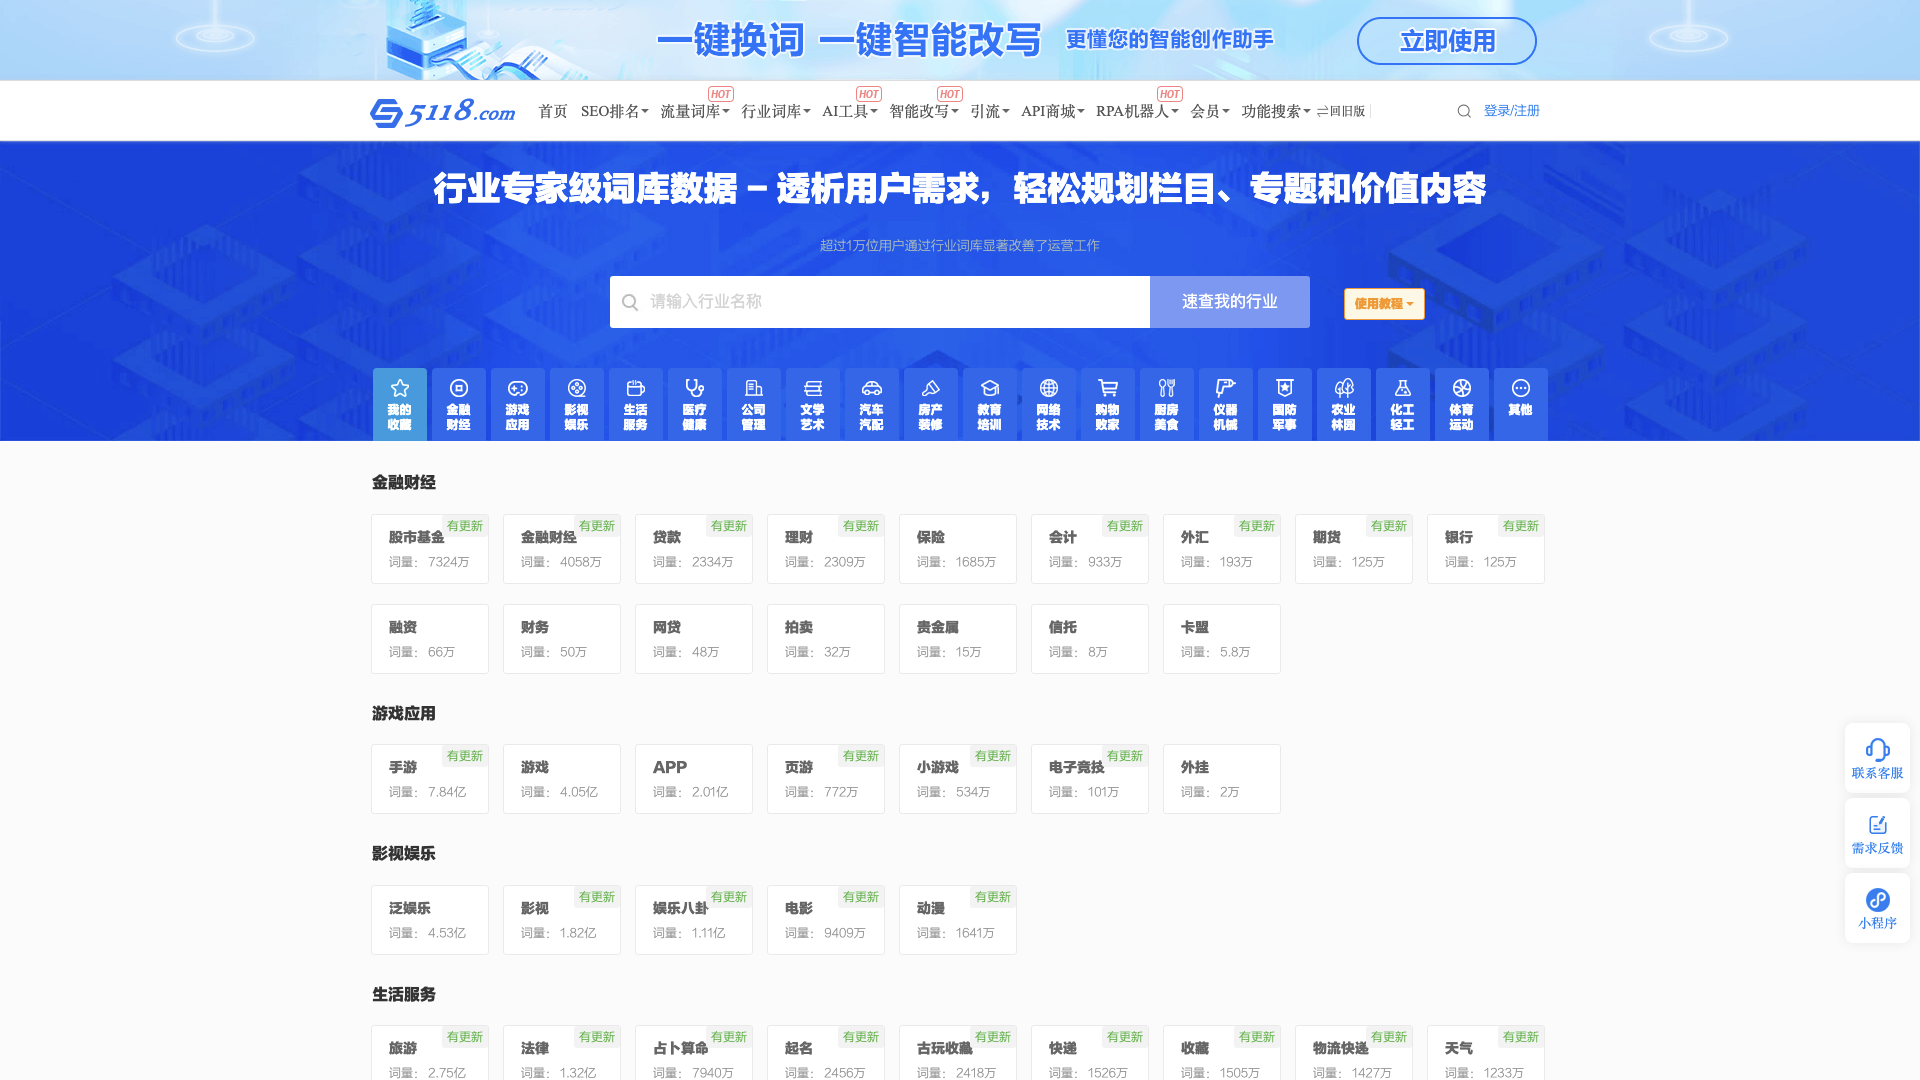 一键换词 一键智能改写 更懂您的智能创作助手 立即使用
5118.com 首页 SEO排名 流量词库 HOT 行业词库 AI工具 HOT 智能改写 HOT 引流 API商城 RPA机器人 HOT 会员 功能搜索 回旧版 登录/注册
行业专家级词库数据 – 透析用户需求，轻松规划栏目、专题和价值内容
超过1万位用户通过行业词库显著改善了运营工作
请输入行业名称 速查我的行业 使用教程
我的收藏 金融财经 游戏应用 影视娱乐 生活服务 医疗健康 公司管理 文学艺术 汽车汽配 房产装修 教育培训 网络技术 购物败家 厨房美食 仪器机械 国防军事 农业林园 化工轻工 体育运动 其他
金融财经
股市基金 有更新 金融财经 有更新 贷款 有更新 理财 有更新 保险 会计 有更新 外汇 有更新 期货 有更新 银行 有更新
词量： 7324万 词量： 4058万 词量： 2334万 词量： 2309万 词量： 1685万 词量： 933万 词量： 193万 词量： 125万 词量： 125万
融资 财务 网贷 拍卖 贵金属 信托 卡盟
词量： 66万 词量： 50万 词量： 48万 词量： 32万 词量： 15万 词量： 8万 词量： 5.8万
游戏应用
手游 有更新 游戏 APP 页游 有更新 小游戏 有更新 电子竞技 有更新 外挂
词量： 7.84亿 词量： 4.05亿 词量： 2.01亿 词量： 772万 词量： 534万 词量： 101万 词量： 2万
影视娱乐
泛娱乐 影视 有更新 娱乐八卦 有更新 电影 有更新 动漫 有更新
词量： 4.53亿 词量： 1.82亿 词量： 1.11亿 词量： 9409万 词量： 1641万
生活服务
旅游 有更新 法律 有更新 占卜算命 有更新 起名 有更新 古玩收藏 有更新 快递 有更新 收藏 有更新 物流快递 有更新 天气 有更新
词量： 2.75亿 词量： 1.32亿 词量： 7940万 词量： 2456万 词量： 2418万 词量： 1526万 词量： 1505万 词量： 1427万 词量： 1233万
联系客服
需求反馈
小程序